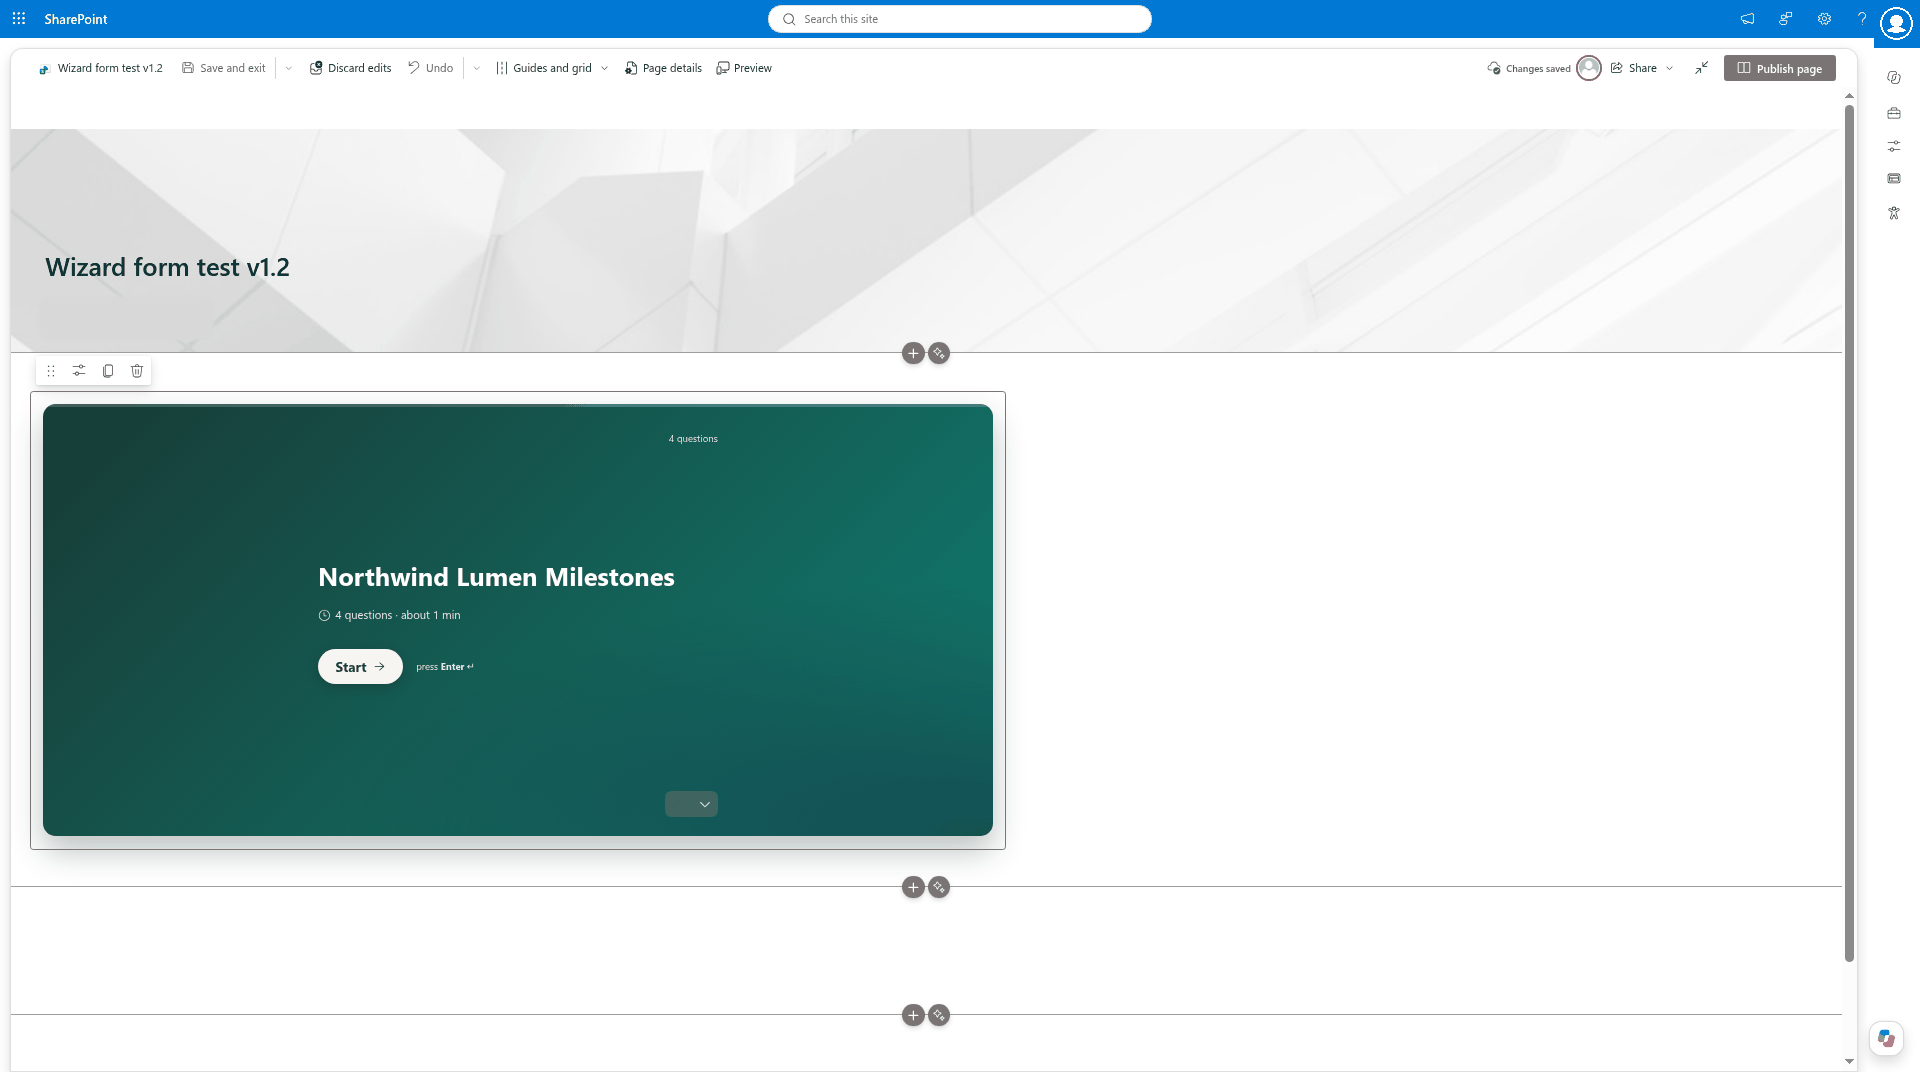 SharePoint
Search this site
Wizard form test v1.2
Save and exit
Discard edits
Undo
Guides and grid
Page details
Preview
Changes saved
Share
Publish page
Wizard form test v1.2
4 questions
Northwind Lumen Milestones
4 questions · about 1 min
Start →
press Enter ↵